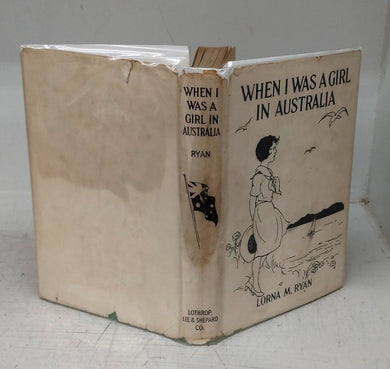 WHEN I
WAS A
GIRL IN
AUSTRALIA
RYAN
LOTHROP,
LEE & SHEPARD
CO.
WHEN I WAS A GIRL
IN AUSTRALIA
LORNA M. RYAN